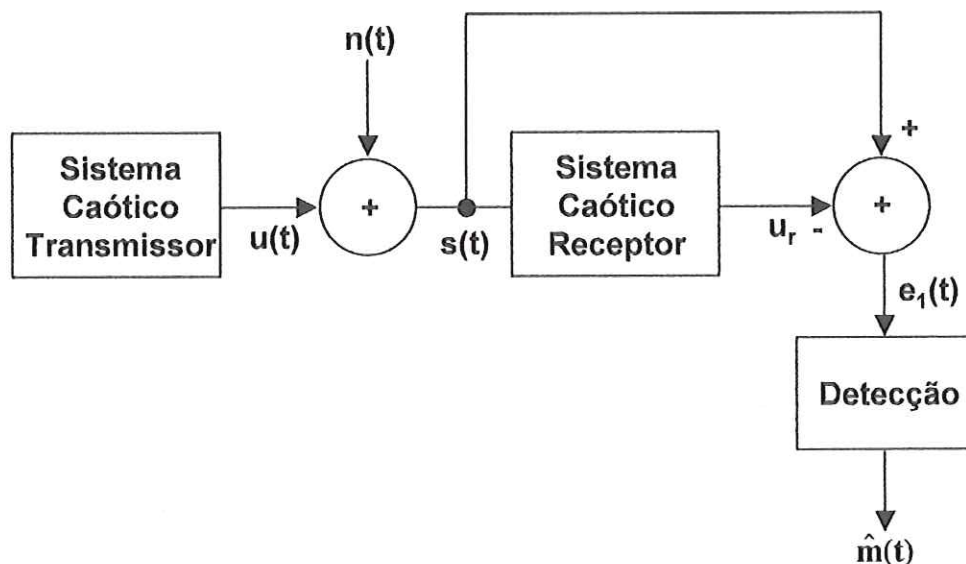 n(t)
+
Sistema
Caótico
Transmissor
u(t)
+
s(t)
Sistema
Caótico
Receptor
u_r
-
+
e_1(t)
Detecção
m̂(t)